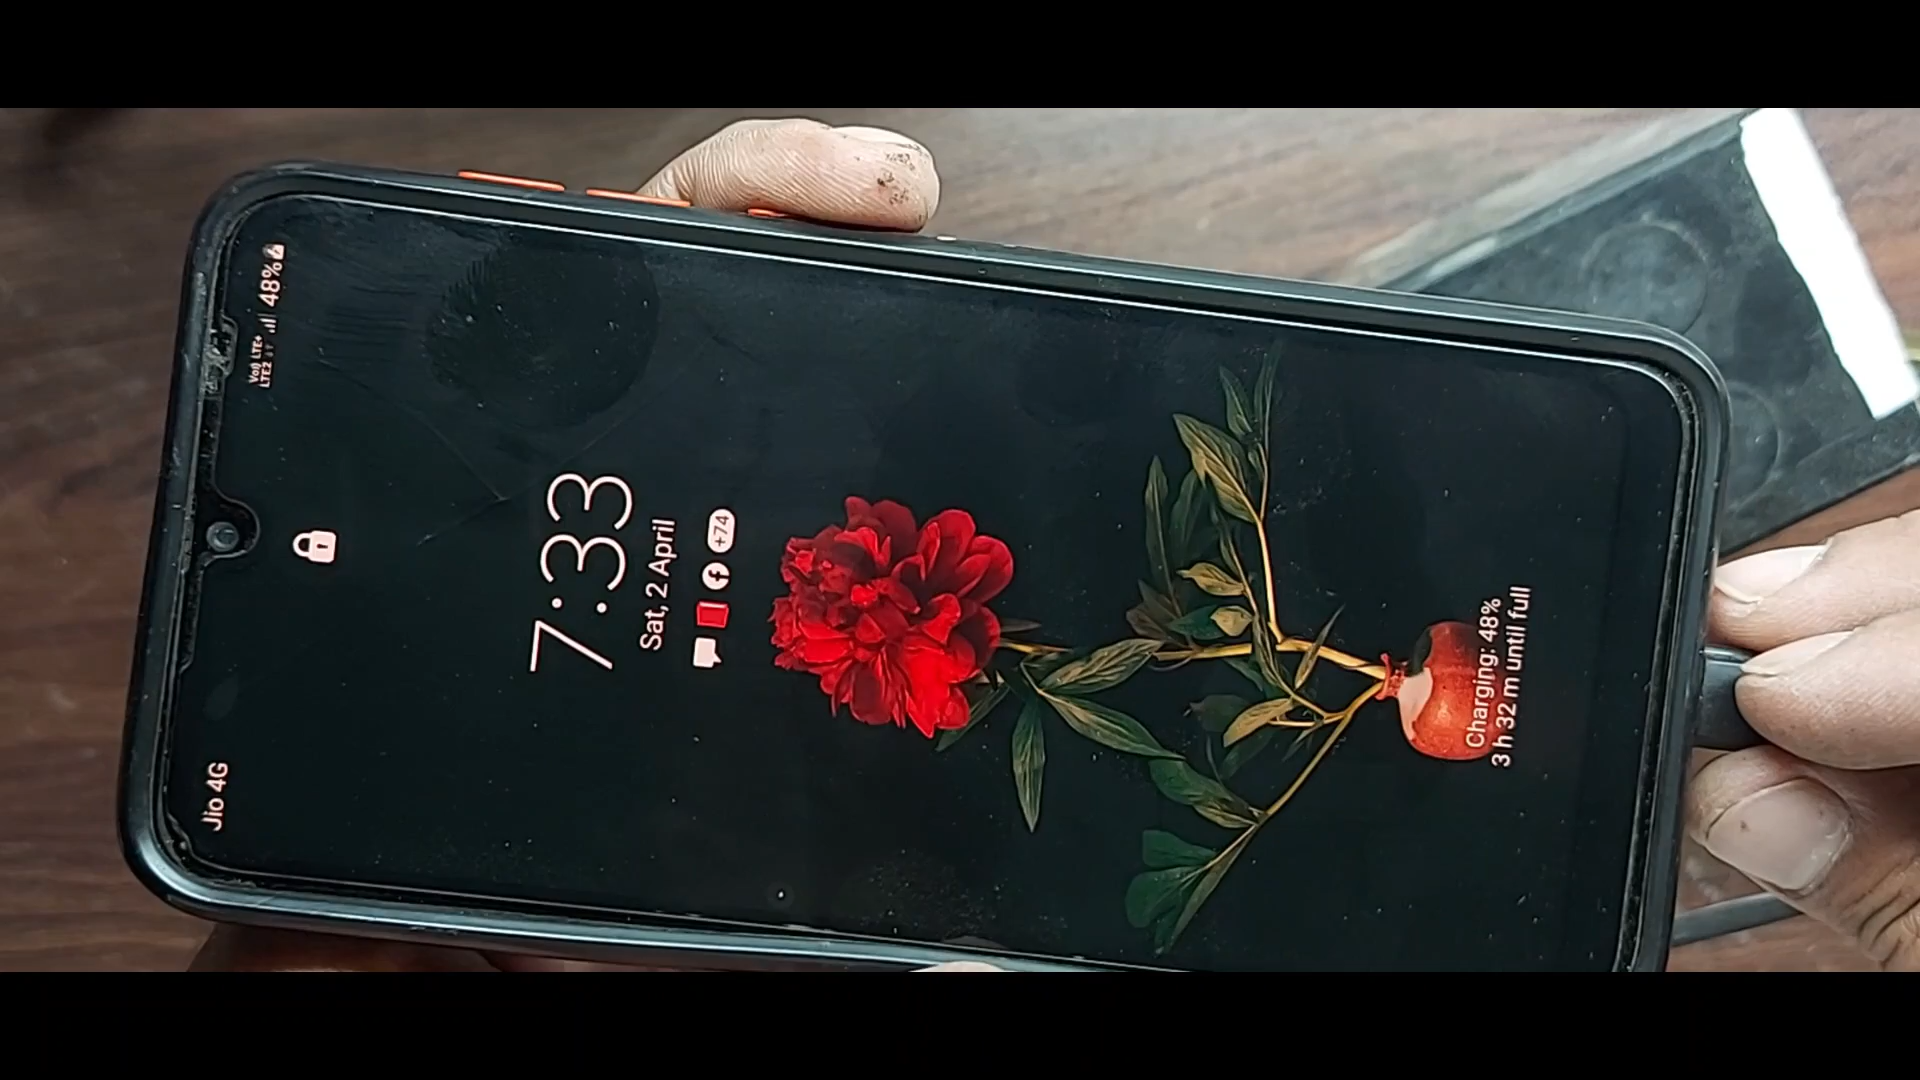 Jio 4G
Vo)) LTE+
LTE2
48%
7:33
Sat, 2 April
+74
Charging: 48%
3 h 32 m until full